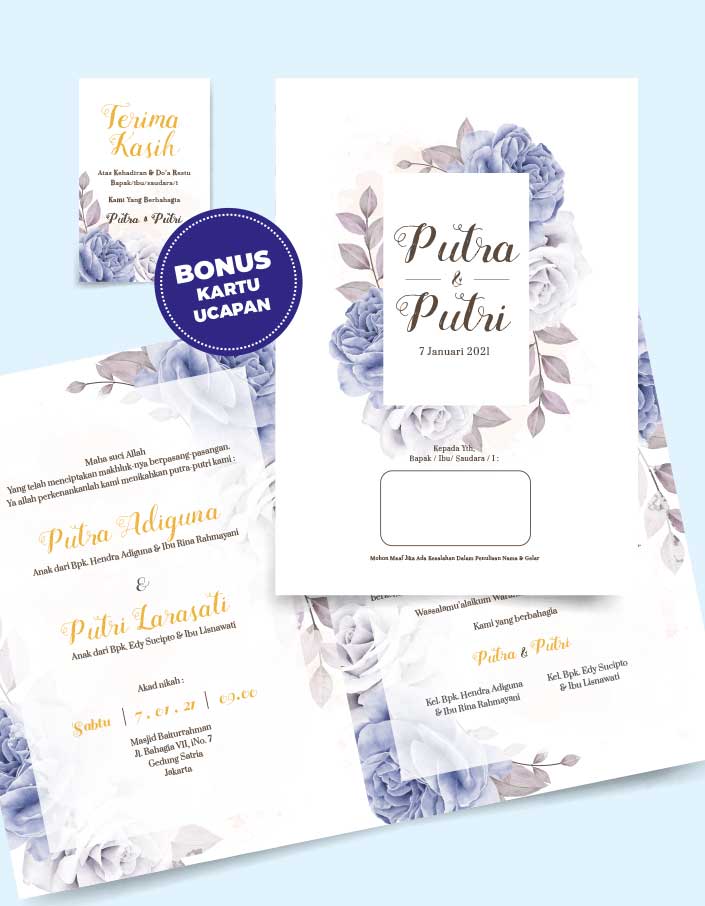 Terima
Kasih
Atas Kehadiran & Do'a Restu
Bapak/ibu/saudara/i
Kami Yang Berbahagia
Putra & Putri
BONUS
KARTU
UCAPAN
Putra
&
Putri
7 Januari 2021
Kepada Yth,
Bapak / Ibu/ Saudara / I :
Mohon Maaf Jika Ada Kesalahan Dalam Penulisan Nama & Gelar
Maha suci Allah
Yang telah menciptakan makhluk-nya berpasang-pasangan.
Ya allah perkenankanlah kami menikahkan putra-putri kami :
Putra Adiguna
Anak dari Bpk. Hendra Adiguna & Ibu Rina Rahmayani
&
Putri Larasati
Anak dari Bpk. Edy Sucipto & Ibu Lisnawati
Akad nikah :
Sabtu | 7 . 01 . 21 | 09.00
Masjid Baiturrahman
Jl. Bahagia VII, iNo. 7
Gedung Satria
Jakarta
Wassalamu'alaikum
Kami yang berbahagia
Putra & Putri
Kel. Bpk. Hendra Adiguna
& Ibu Rina Rahmayani
Kel. Bpk. Edy Sucipto
& Ibu Lisnawati